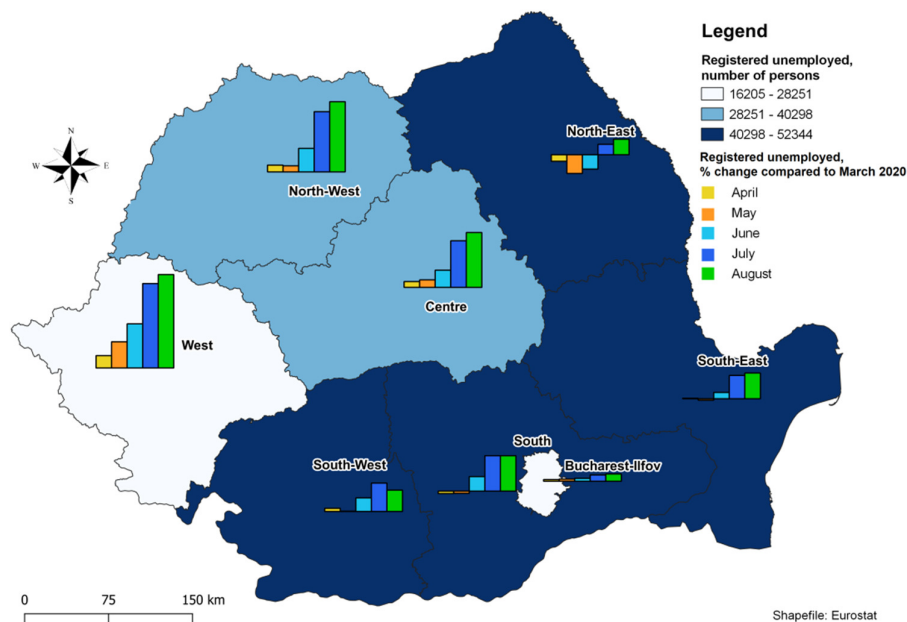 Legend
Registered unemployed,
number of persons
16205 - 28251
28251 - 40298
40298 - 52344
Registered unemployed,
% change compared to March 2020
April
May
June
July
August
N
W E
S
North-East
North-West
Centre
West
South-East
South
South-West
Bucharest-Ilfov
0 75 150 km
Shapefile: Eurostat